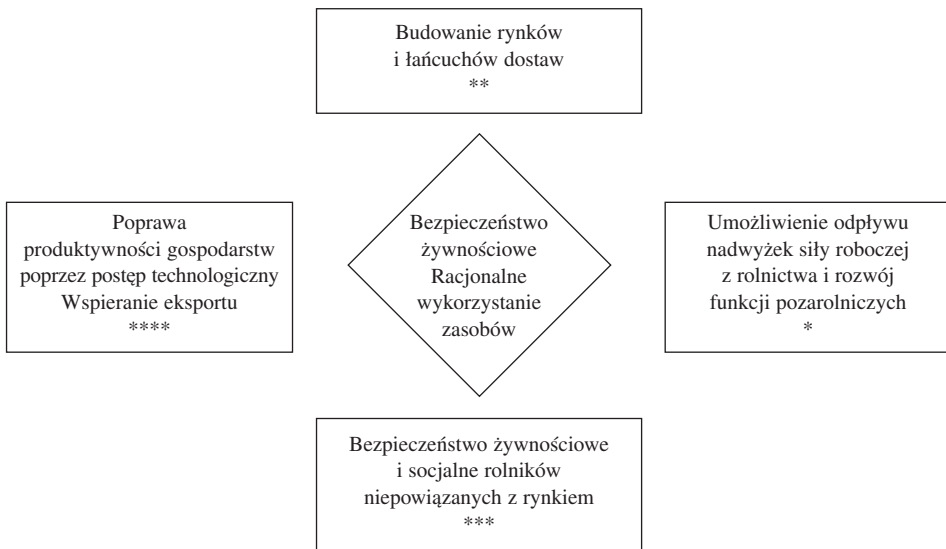 Budowanie rynków
i łańcuchów dostaw
**
Poprawa
produktywności gospodarstw
poprzez postęp technologiczny
Wspieranie eksportu
****
Bezpieczeństwo
żywnościowe
Racjonalne
wykorzystanie
zasobów
Umożliwienie odpływu
nadwyżek siły roboczej
z rolnictwa i rozwój
funkcji pozarolniczych
*
Bezpieczeństwo żywnościowe
i socjalne rolników
niepowiązanych z rynkiem
***